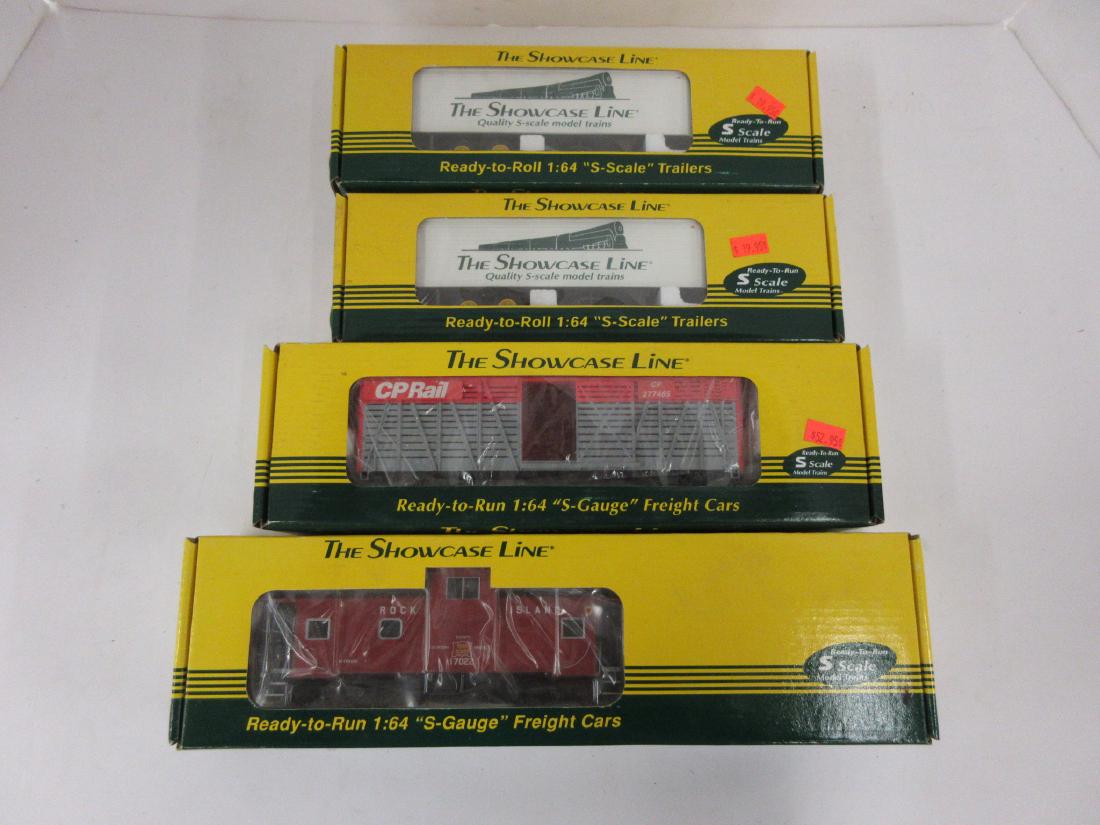 THE SHOWCASE LINE®
THE SHOWCASE LINE®
Quality S-scale model trains
Ready-To-Run
S Scale
Model Trains
Ready-to-Roll 1:64 "S-Scale" Trailers
THE SHOWCASE LINE®
$ 39.95
THE SHOWCASE LINE®
Quality S-scale model trains
Ready-To-Run
S Scale
Model Trains
Ready-to-Roll 1:64 "S-Scale" Trailers
THE SHOWCASE LINE®
CP Rail
CP
277465
$52.95
Ready-To-Run
S Scale
Model Trains
Ready-to-Run 1:64 "S-Gauge" Freight Cars
THE SHOWCASE LINE®
ROCK ISLAND
17022
Ready-To-Run
S Scale
Model Trains
Ready-to-Run 1:64 "S-Gauge" Freight Cars